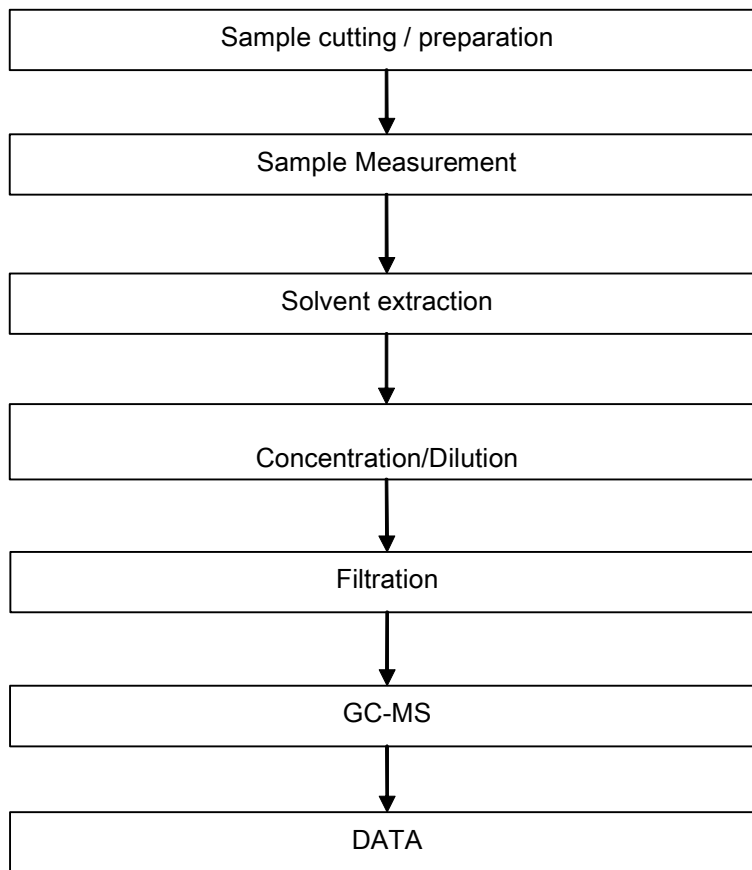 Sample cutting / preparation
Sample Measurement
Solvent extraction
Concentration/Dilution
Filtration
GC-MS
DATA